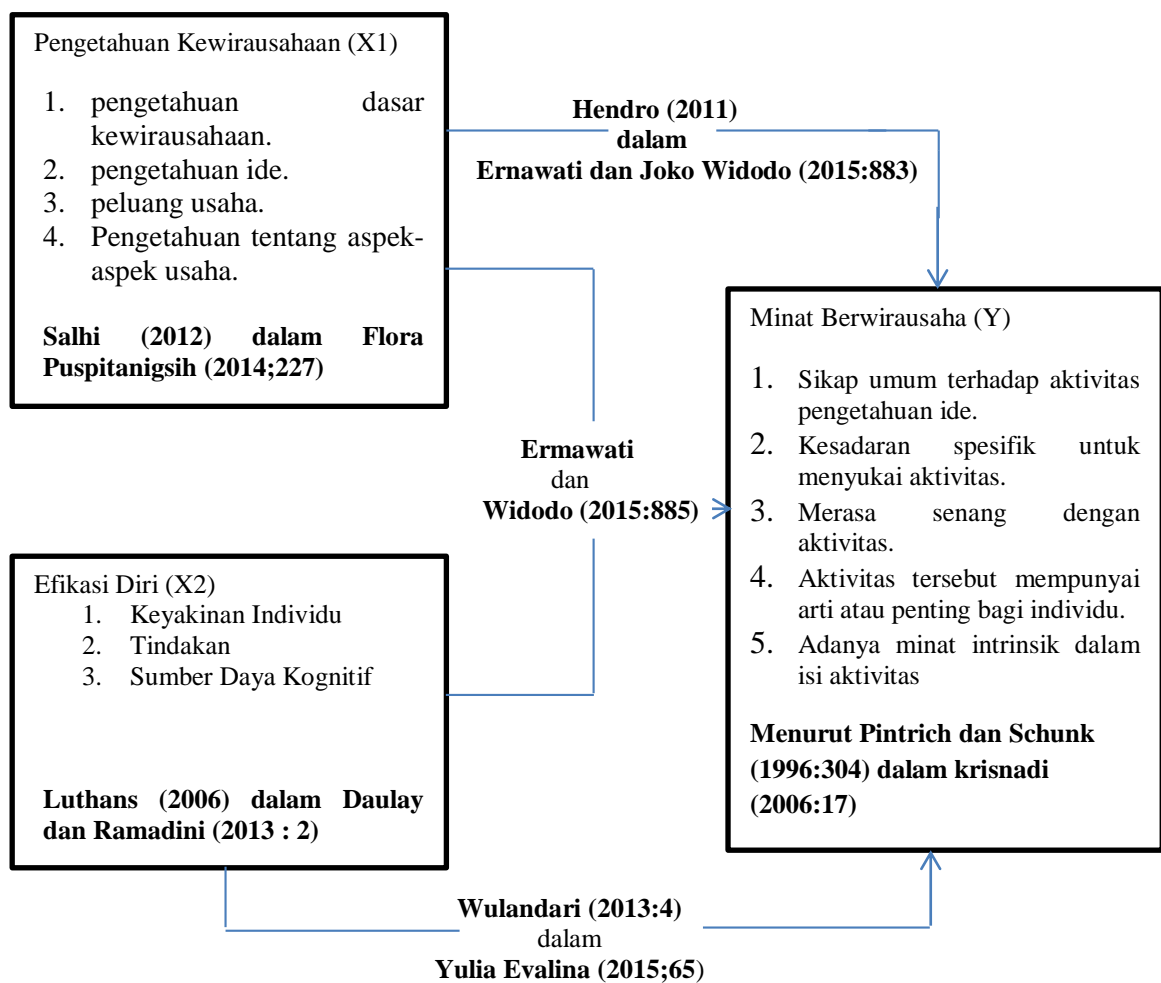 Pengetahuan Kewirausahaan (X1)
1. pengetahuan dasar
kewirausahaan.
2. pengetahuan ide.
3. peluang usaha.
4. Pengetahuan tentang aspek-
aspek usaha.
Salhi (2012) dalam Flora
Puspitanigsih (2014;227)
Hendro (2011)
dalam
Ernawati dan Joko Widodo (2015:883)
Ermawati
dan
Widodo (2015:885)
Efikasi Diri (X2)
1. Keyakinan Individu
2. Tindakan
3. Sumber Daya Kognitif
Luthans (2006) dalam Daulay
dan Ramadini (2013 : 2)
Wulandari (2013:4)
dalam
Yulia Evalina (2015;65)
Minat Berwirausaha (Y)
1. Sikap umum terhadap aktivitas
pengetahuan ide.
2. Kesadaran spesifik untuk
menyukai aktivitas.
3. Merasa senang dengan
aktivitas.
4. Aktivitas tersebut mempunyai
arti atau penting bagi individu.
5. Adanya minat intrinsik dalam
isi aktivitas
Menurut Pintrich dan Schunk
(1996:304) dalam krisnadi
(2006:17)